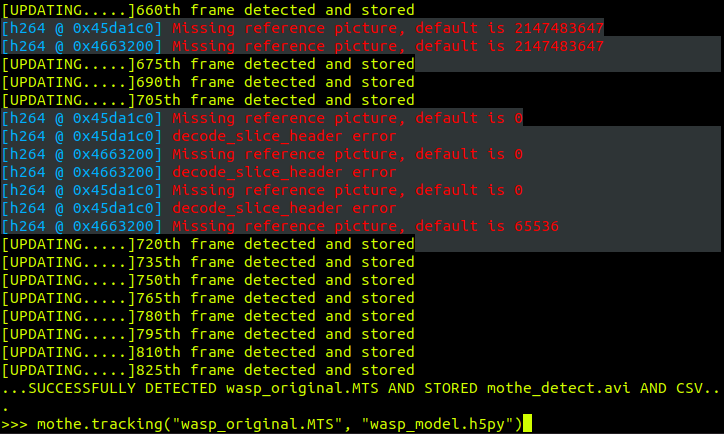 [UPDATING.....]660th frame detected and stored
[h264 @ 0x45da1c0] Missing reference picture, default is 2147483647
[h264 @ 0x4663200] Missing reference picture, default is 2147483647
[UPDATING.....]675th frame detected and stored
[UPDATING.....]690th frame detected and stored
[UPDATING.....]705th frame detected and stored
[h264 @ 0x45da1c0] Missing reference picture, default is 0
[h264 @ 0x45da1c0] decode_slice_header error
[h264 @ 0x4663200] Missing reference picture, default is 0
[h264 @ 0x4663200] decode_slice_header error
[h264 @ 0x45da1c0] Missing reference picture, default is 0
[h264 @ 0x45da1c0] decode_slice_header error
[h264 @ 0x4663200] Missing reference picture, default is 65536
[UPDATING.....]720th frame detected and stored
[UPDATING.....]735th frame detected and stored
[UPDATING.....]750th frame detected and stored
[UPDATING.....]765th frame detected and stored
[UPDATING.....]780th frame detected and stored
[UPDATING.....]795th frame detected and stored
[UPDATING.....]810th frame detected and stored
[UPDATING.....]825th frame detected and stored
...SUCCESSFULLY DETECTED wasp_original.MTS AND STORED mothe_detect.avi AND CSV..
.
>>> mothe.tracking("wasp_original.MTS", "wasp_model.h5py")